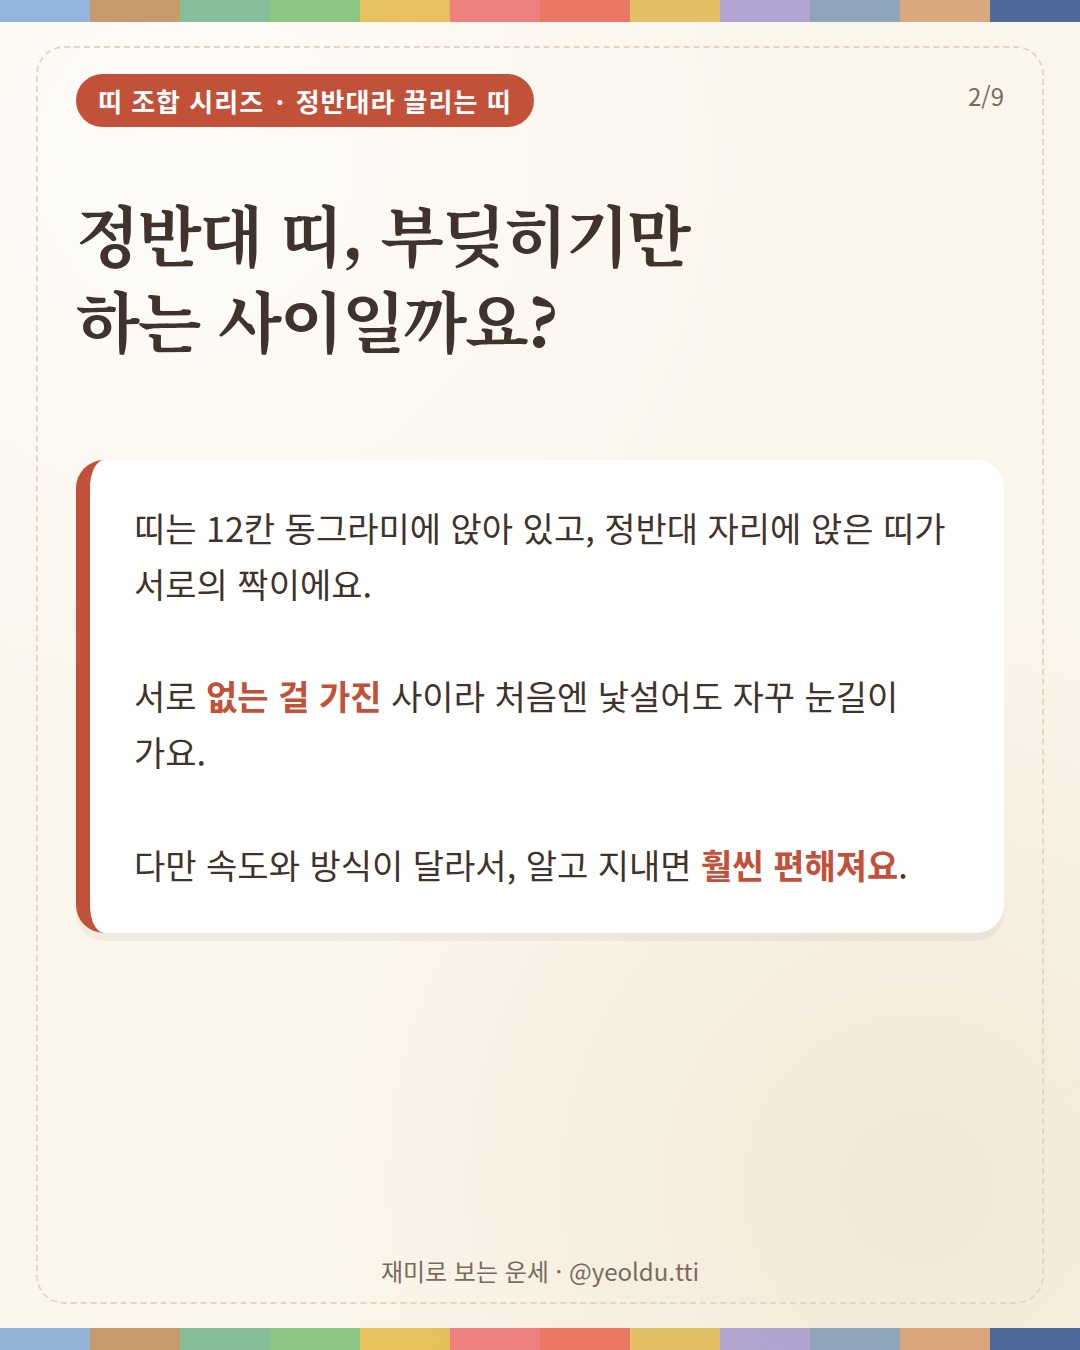 띠 조합 시리즈 · 정반대라 끌리는 띠
2/9
정반대 띠, 부딪히기만
하는 사이일까요?
띠는 12칸 동그라미에 앉아 있고, 정반대 자리에 앉은 띠가
서로의 짝이에요.
서로 없는 걸 가진 사이라 처음엔 낯설어도 자꾸 눈길이
가요.
다만 속도와 방식이 달라서, 알고 지내면 훨씬 편해져요.
재미로 보는 운세 · @yeoldu.tti